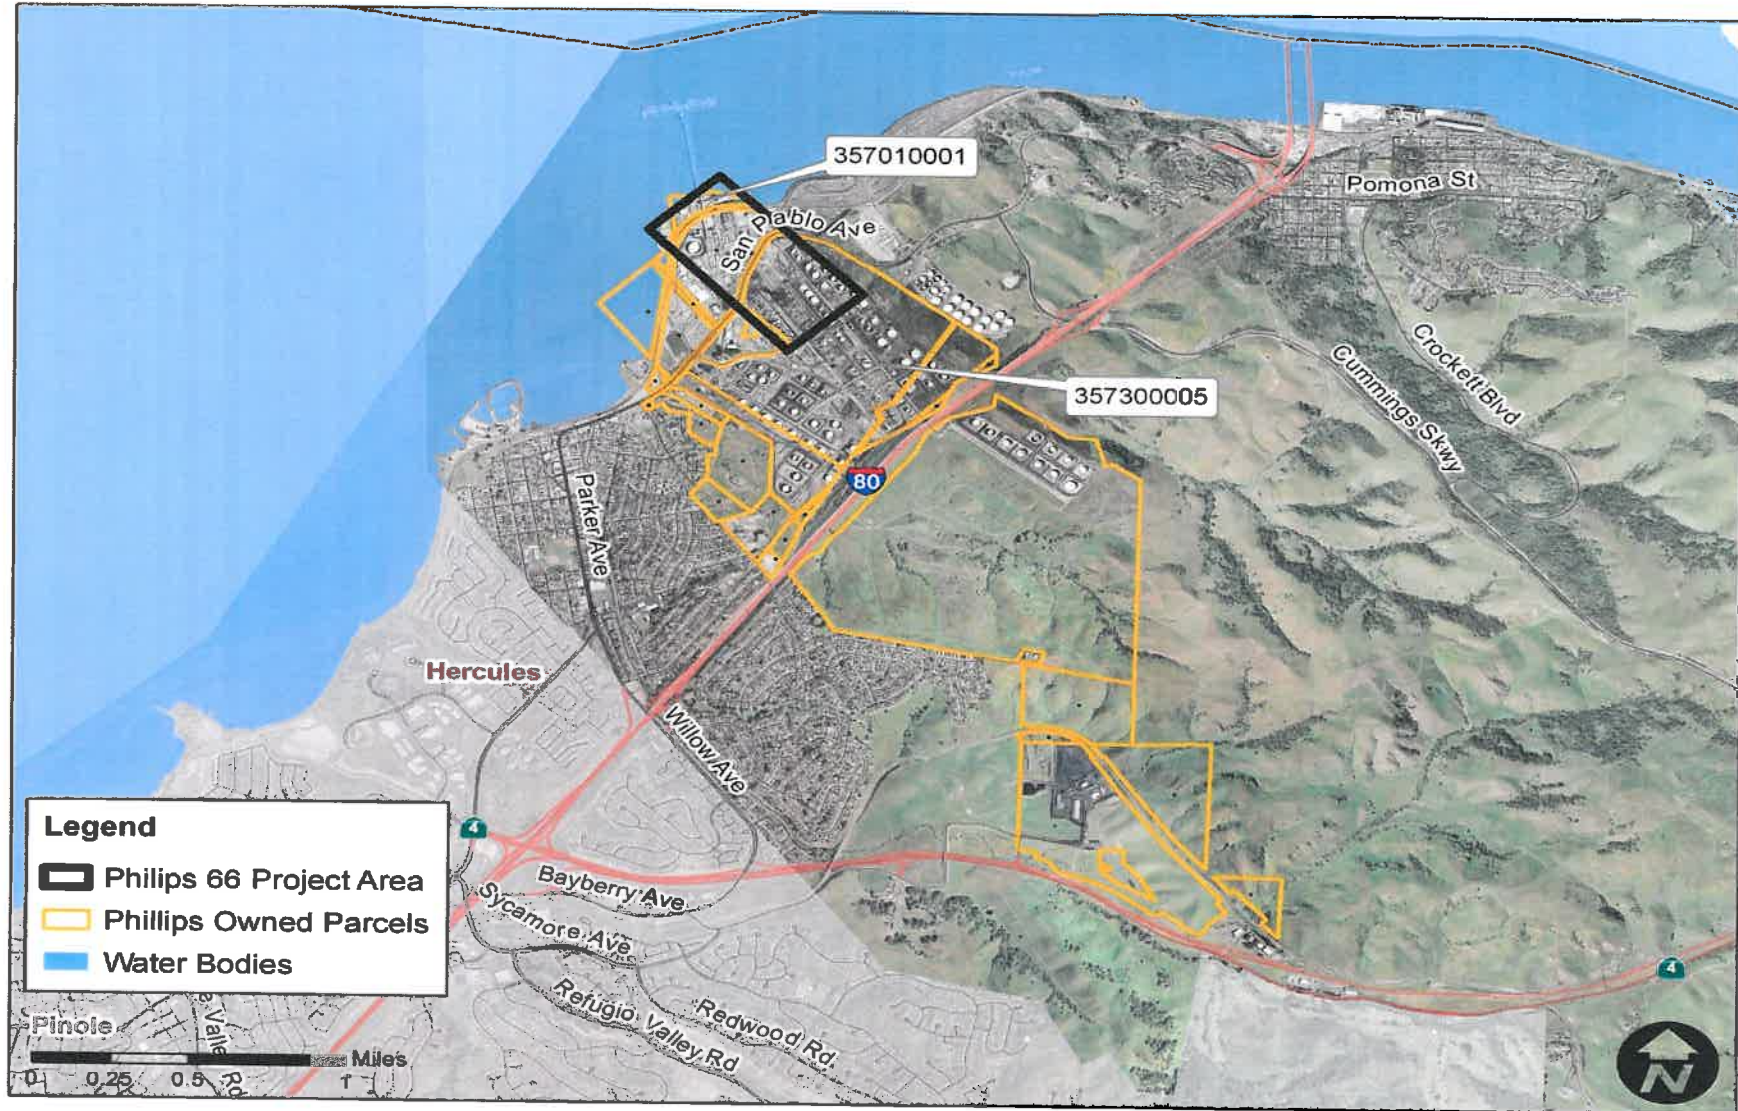 357010001
Pomona St
San Pablo Ave
357300005
Crockett Blvd
Cummings Skwy
80
Parker Ave
Hercules
Willow Ave
Legend
Philips 66 Project Area
Phillips Owned Parcels
Water Bodies
4
Bayberry Ave
Sycamore Ave
4
Refugio Valley Rd
Redwood Rd
Pinole
e Valle
Rd
Miles
0 0.25 0.5 1
N